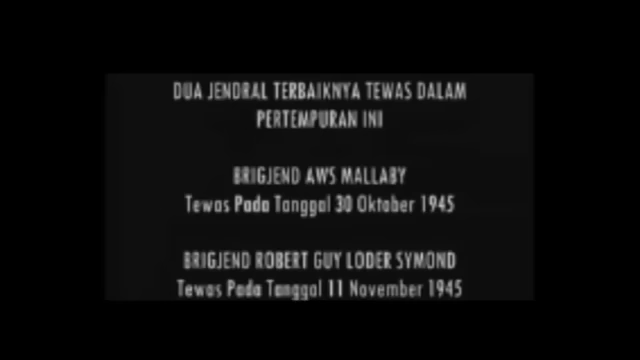 DUA JENDRAL TERBAIKNYA TEWAS DALAM
PERTEMPURAN INI
BRIGJEND AWS MALLABY
Tewas Pada Tanggal 30 Oktober 1945
BRIGJEND ROBERT GUY LODER SYMOND
Tewas Pada Tanggal 11 November 1945